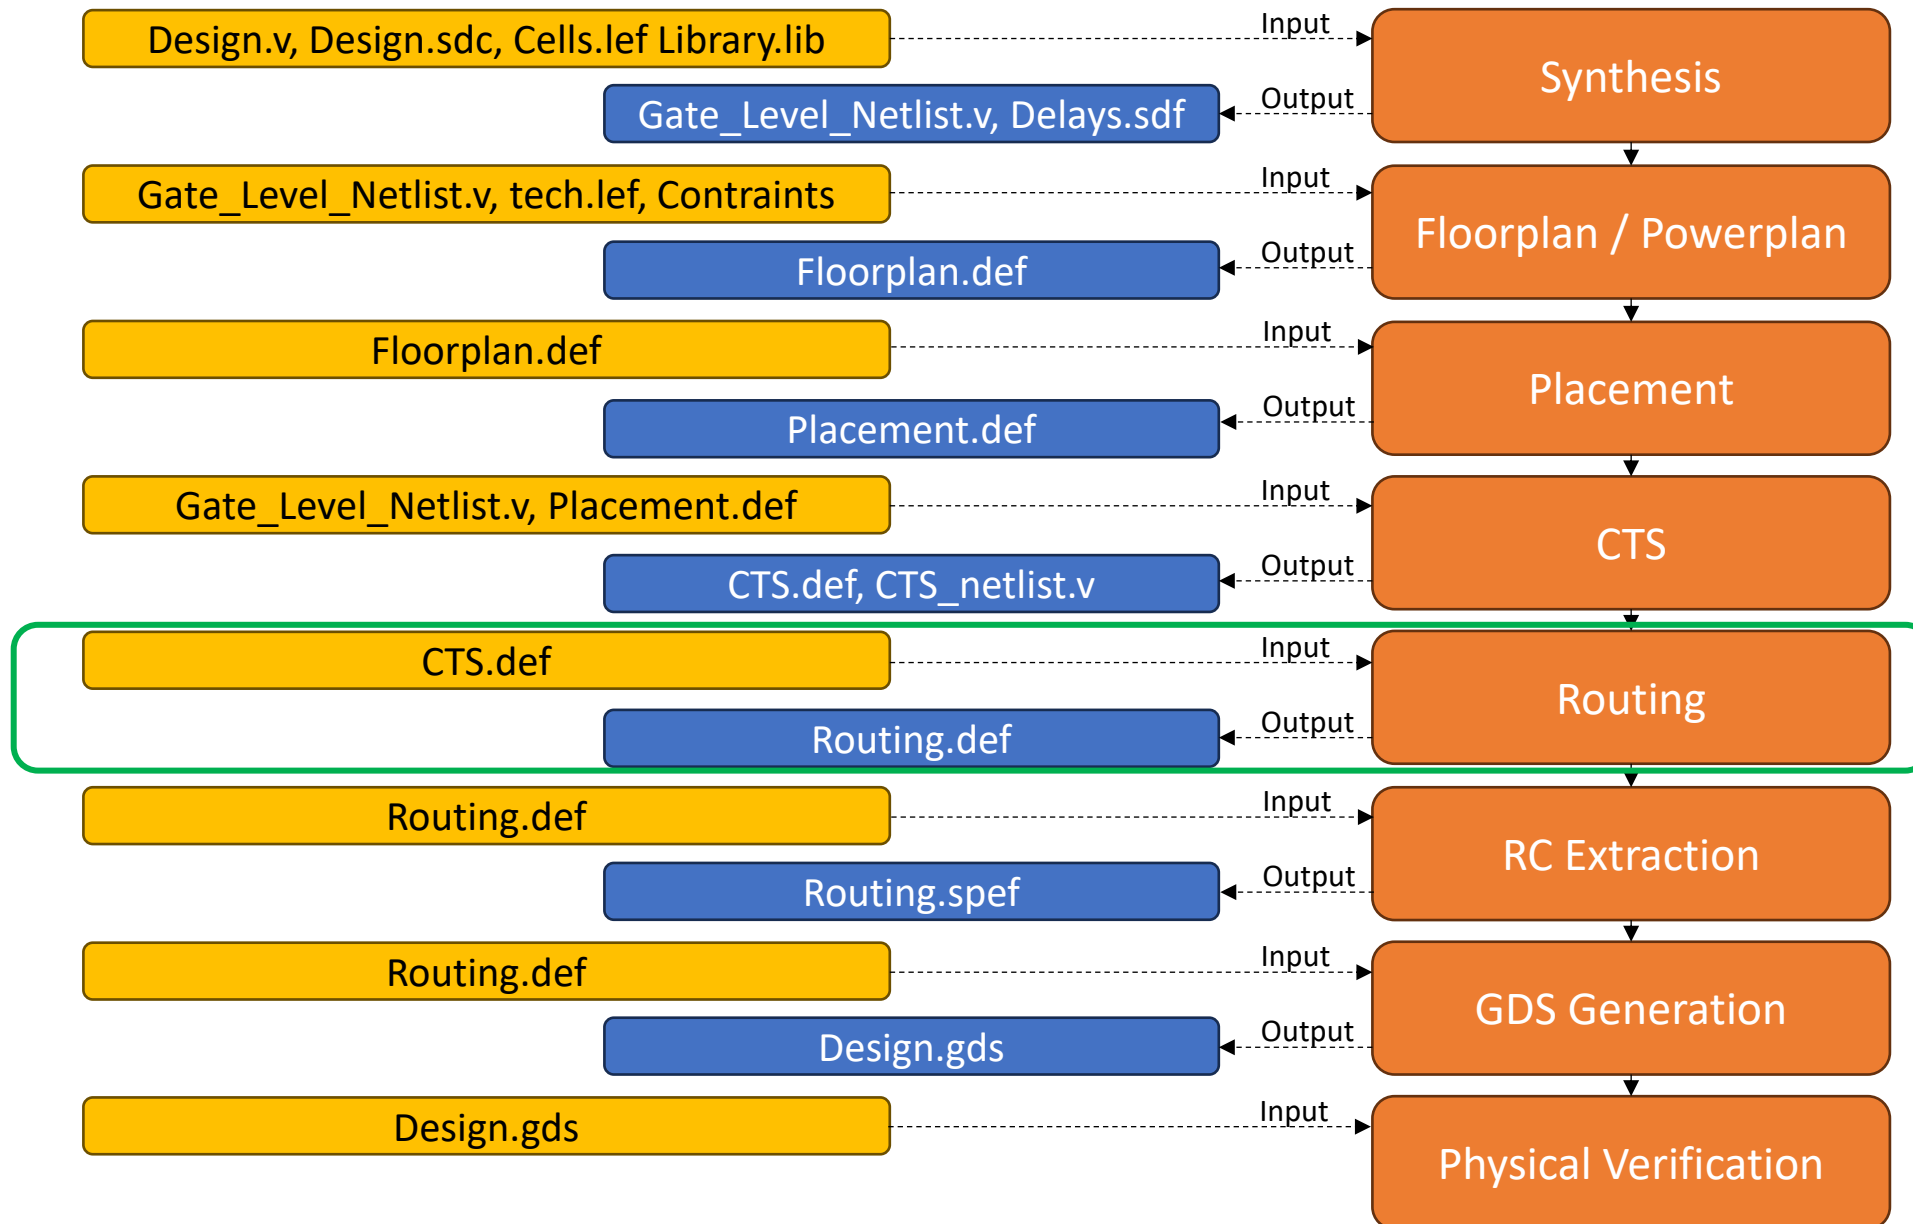 Design.v, Design.sdc, Cells.lef Library.lib
Input
Synthesis
Output
Gate_Level_Netlist.v, Delays.sdf
Gate_Level_Netlist.v, tech.lef, Contraints
Input
Floorplan / Powerplan
Output
Floorplan.def
Floorplan.def
Input
Placement
Output
Placement.def
Gate_Level_Netlist.v, Placement.def
Input
CTS
Output
CTS.def, CTS_netlist.v
CTS.def
Input
Routing
Output
Routing.def
Routing.def
Input
RC Extraction
Output
Routing.spef
Routing.def
Input
GDS Generation
Output
Design.gds
Design.gds
Input
Physical Verification